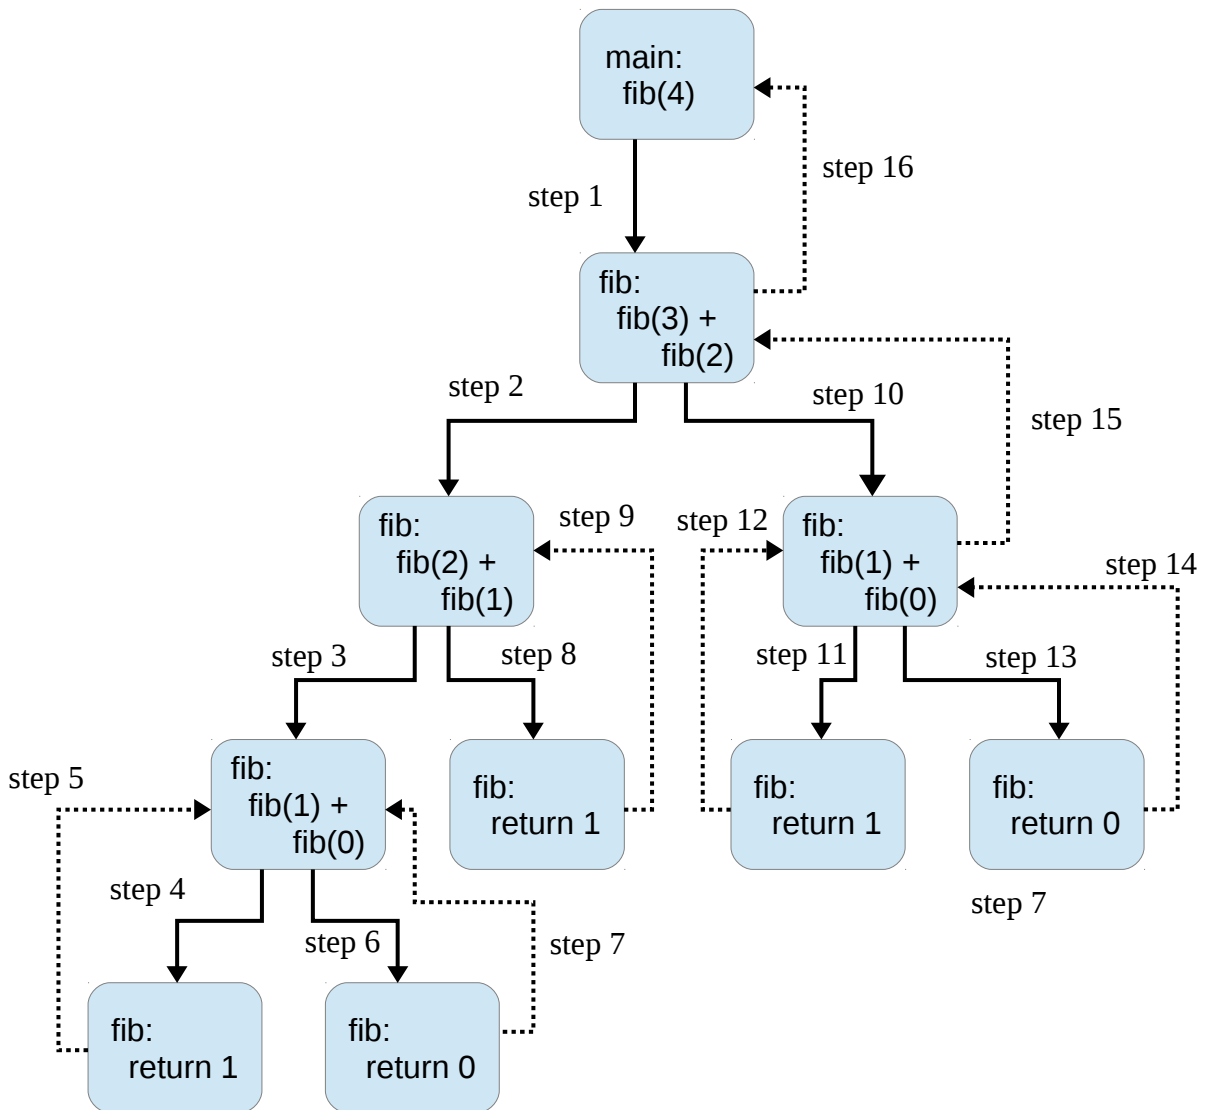 main:
fib(4)
step 16
step 1
fib:
fib(3) +
fib(2)
step 2
step 10
step 15
fib:
fib(2) +
fib(1)
step 9
step 12
fib:
fib(1) +
fib(0)
step 14
step 3
step 8
step 11
step 13
step 5
fib:
fib(1) +
fib(0)
fib:
return 1
fib:
return 1
fib:
return 0
step 4
step 6
step 7
step 7
fib:
return 1
fib:
return 0